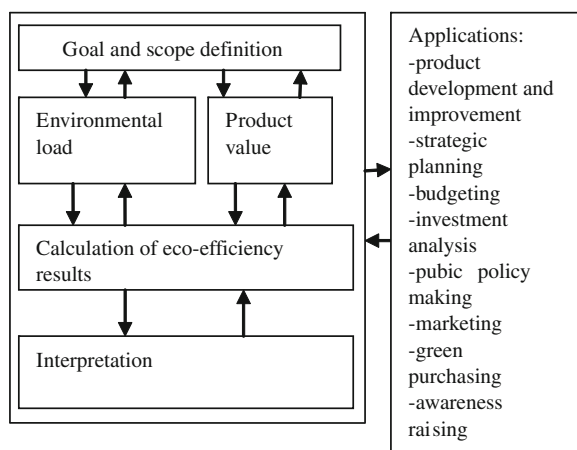 Goal and scope definition
Environmental
load
Product
value
Calculation of eco-efficiency
results
Interpretation
Applications:
-product
development and
improvement
-strategic
planning
-budgeting
-investment
analysis
-pubic policy
making
-marketing
-green
purchasing
-awareness
raising